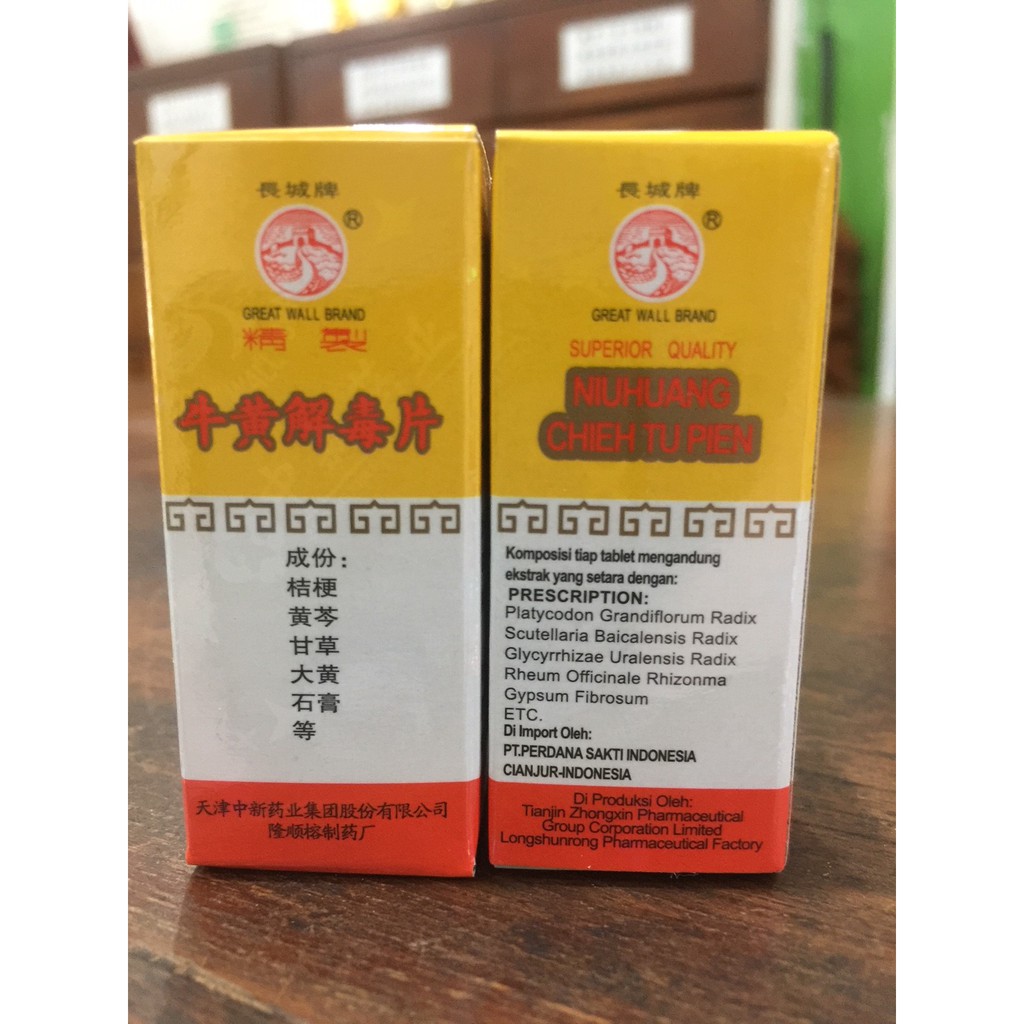 長城牌
®
GREAT WALL BRAND
精製
牛黄解毒片
成份：
桔梗
黄芩
甘草
大黄
石膏
等
天津中新药业集团股份有限公司
隆顺榕制药厂
長城牌
®
GREAT WALL BRAND
SUPERIOR QUALITY
NIUHUANG
CHIEH TU PIEN
Komposisi tiap tablet mengandung
ekstrak yang setara dengan:
PRESCRIPTION:
Platycodon Grandiflorum Radix
Scutellaria Baicalensis Radix
Glycyrrhizae Uralensis Radix
Rheum Officinale Rhizonma
Gypsum Fibrosum
ETC.
Di Import Oleh:
PT.PERDANA SAKTI INDONESIA
CIANJUR-INDONESIA
Di Produksi Oleh:
Tianjin Zhongxin Pharmaceutical
Group Corporation Limited
Longshunrong Pharmaceutical Factory